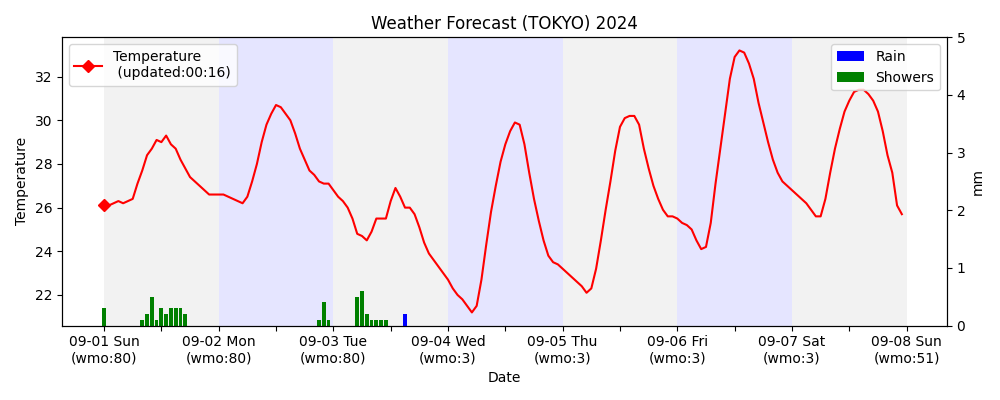 Weather Forecast (TOKYO) 2024
Temperature
(updated:00:16)
Rain
Showers
Temperature
32
30
28
26
24
22
5
4
3
2
1
0
mm
09-01 Sun
(wmo:80)
09-02 Mon
(wmo:80)
09-03 Tue
(wmo:80)
09-04 Wed
(wmo:3)
09-05 Thu
(wmo:3)
09-06 Fri
(wmo:3)
09-07 Sat
(wmo:3)
09-08 Sun
(wmo:51)
Date